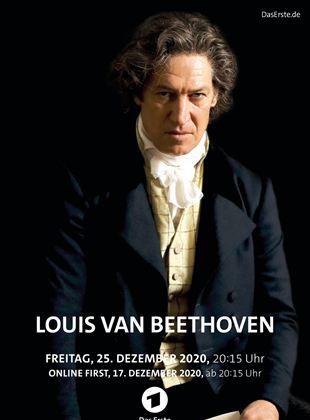 DasErste.de
LOUIS VAN BEETHOVEN
FREITAG, 25. DEZEMBER 2020, 20:15 Uhr
ONLINE FIRST, 17. DEZEMBER 2020, ab 20:15 Uhr
Das Erste